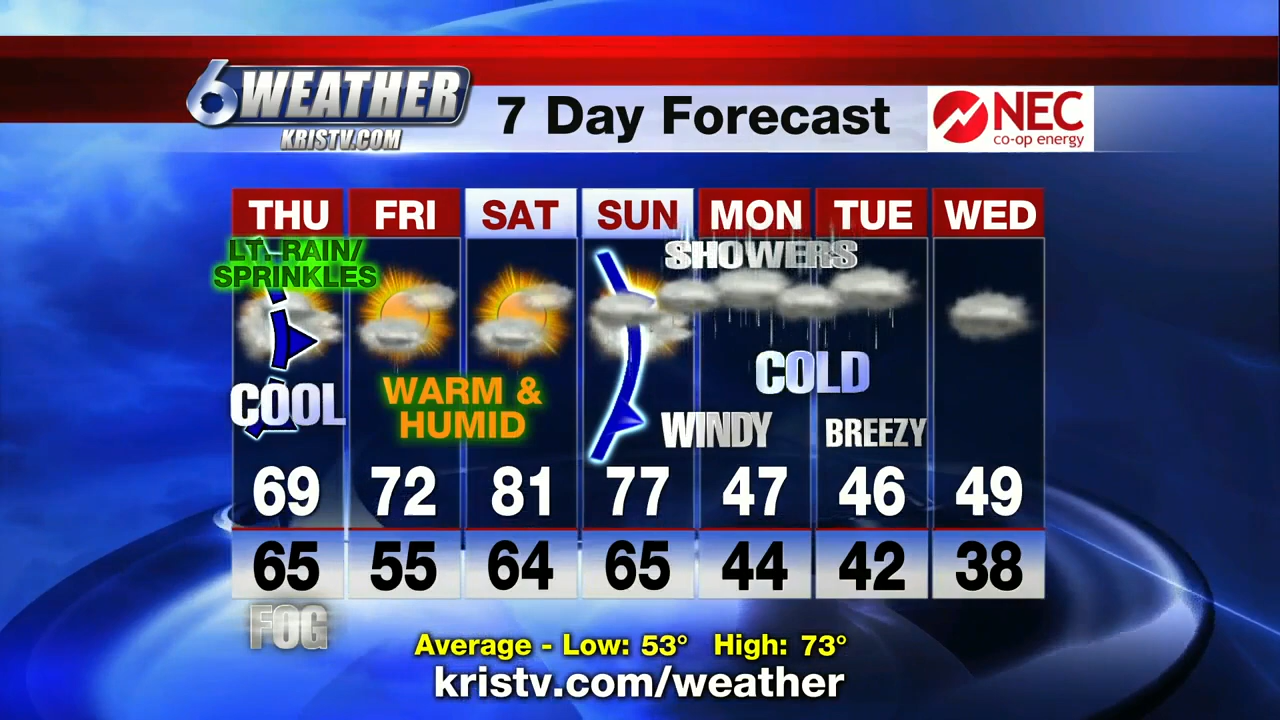 6 WEATHER
KRISTV.COM
7 Day Forecast
NEC
co-op energy
THU FRI SAT SUN MON TUE WED
LT. RAIN/
SPRINKLES
SHOWERS
COOL
WARM &
HUMID
COLD
WINDY
BREEZY
69 72 81 77 47 46 49
65 55 64 65 44 42 38
FOG
Average - Low: 53° High: 73°
kristv.com/weather